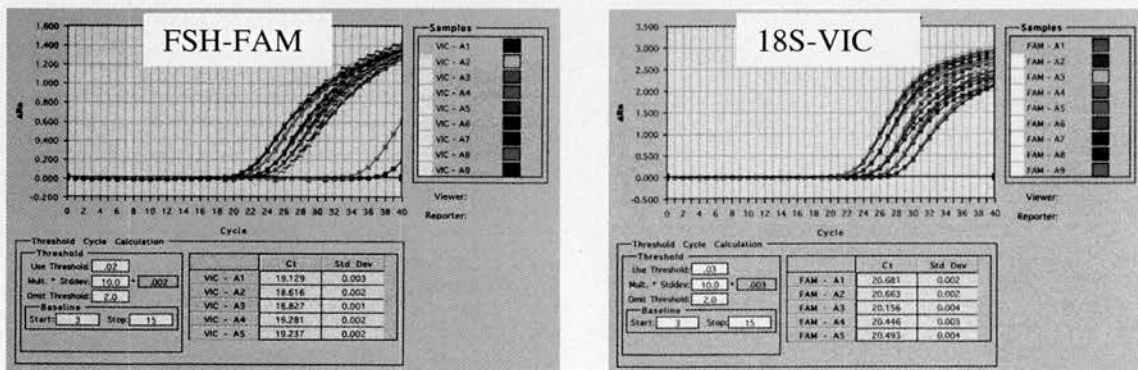 FSH-FAM
1.600
1.400
1.200
1.000
0.800
0.600
0.400
0.200
0.000
-0.200
ΔRn
0 2 4 6 8 10 12 14 16 18 20 22 24 26 28 30 32 34 36 38 40
Cycle
Samples
VIC - A1
VIC - A2
VIC - A3
VIC - A4
VIC - A5
VIC - A6
VIC - A7
VIC - A8
VIC - A9
Viewer:
Reporter:
Threshold Cycle Calculation
Threshold
Use Threshold: .02
Mult. * Stddev: 10.0 * .002
Omit Threshold: 2.0
Baseline
Start: 3 Stop: 15
Ct Std Dev
VIC - A1 19.129 0.003
VIC - A2 18.616 0.002
VIC - A3 18.827 0.001
VIC - A4 19.281 0.002
VIC - A5 19.237 0.002
18S-VIC
3.500
3.000
2.500
2.000
1.500
1.000
0.500
0.000
-0.500
ΔRn
0 2 4 6 8 10 12 14 16 18 20 22 24 26 28 30 32 34 36 38 40
Cycle
Samples
FAM - A1
FAM - A2
FAM - A3
FAM - A4
FAM - A5
FAM - A6
FAM - A7
FAM - A8
FAM - A9
Viewer:
Reporter:
Threshold Cycle Calculation
Threshold
Use Threshold: .03
Mult. * Stddev: 10.0 * .003
Omit Threshold: 2.0
Baseline
Start: 3 Stop: 15
Ct Std Dev
FAM - A1 20.681 0.002
FAM - A2 20.663 0.002
FAM - A3 20.156 0.004
FAM - A4 20.446 0.003
FAM - A5 20.493 0.004